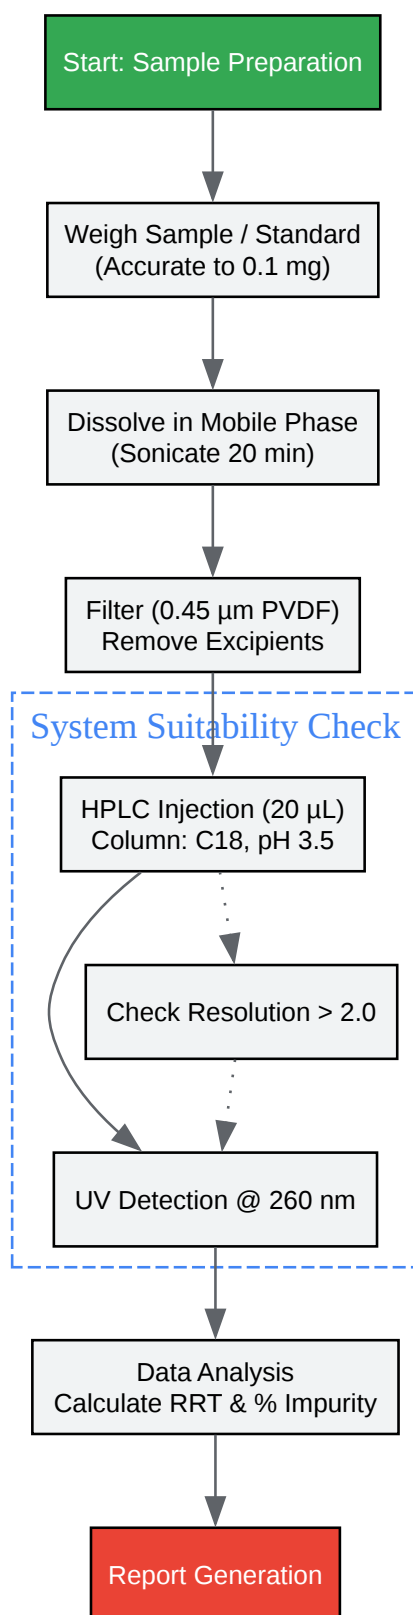 Start: Sample Preparation
Weigh Sample / Standard
(Accurate to 0.1 mg)
Dissolve in Mobile Phase
(Sonicate 20 min)
Filter (0.45 µm PVDF)
Remove Excipients
System Suitability Check
HPLC Injection (20 µL)
Column: C18, pH 3.5
Check Resolution > 2.0
UV Detection @ 260 nm
Data Analysis
Calculate RRT & % Impurity
Report Generation